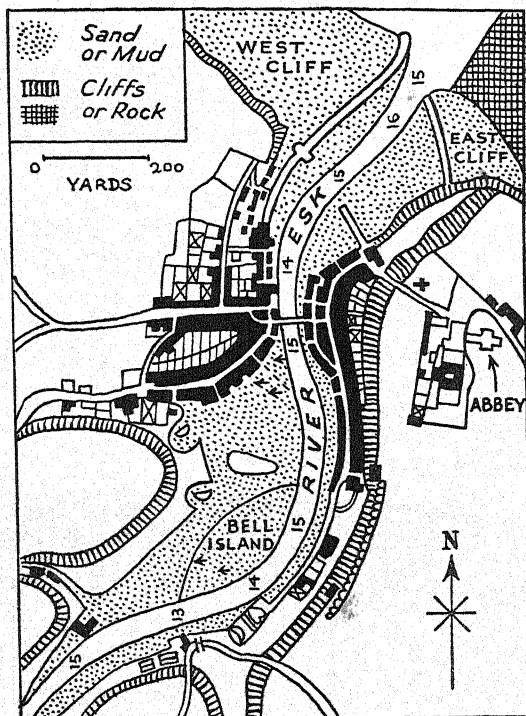 Sand
or Mud
Cliffs
or Rock
0 200
YARDS
WEST
CLIFF
15
16
EAST
CLIFF
15
ESK
14
15
RIVER
ABBEY
15
BELL
ISLAND
14
13
15
N